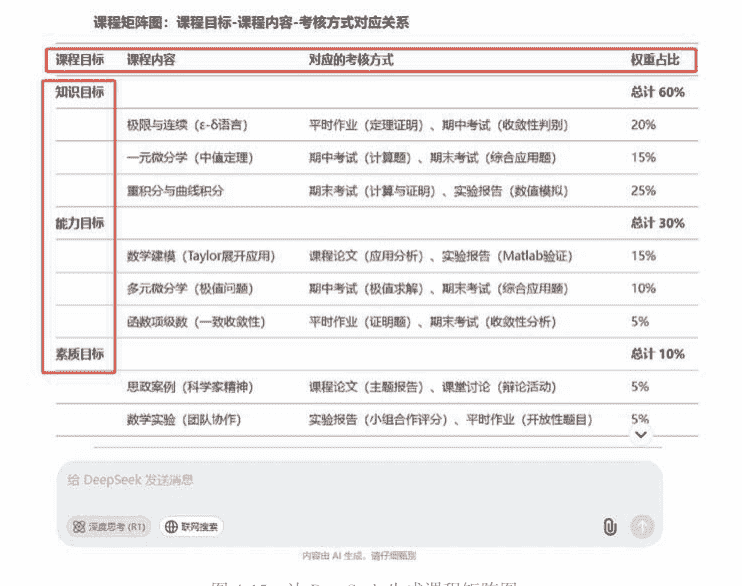 课程矩阵图：课程目标-课程内容-考核方式对应关系
课程目标 课程内容 对应的考核方式 权重占比
知识目标 总计 60%
极限与连续（ε-δ语言） 平时作业（定理证明）、期中考试（收敛性判别） 20%
一元微分学（中值定理） 期中考试（计算题）、期末考试（综合应用题） 15%
重积分与曲线积分 期末考试（计算与证明）、实验报告（数值模拟） 25%
能力目标 总计 30%
数学建模（Taylor展开应用） 课程论文（应用分析）、实验报告（Matlab验证） 15%
多元微分学（极值问题） 期中考试（极值求解）、期末考试（综合应用题） 10%
函数项级数（一致收敛性） 平时作业（证明题）、期末考试（收敛性分析） 5%
素质目标 总计 10%
思政案例（科学家精神） 课程论文（主题报告）、课堂讨论（辩论活动） 5%
数学实验（团队协作） 实验报告（小组合作评分）、平时作业（开放性题目） 5%
给 DeepSeek 发送消息
深度思考 (R1) 联网搜索
内容由 AI 生成，请仔细甄别